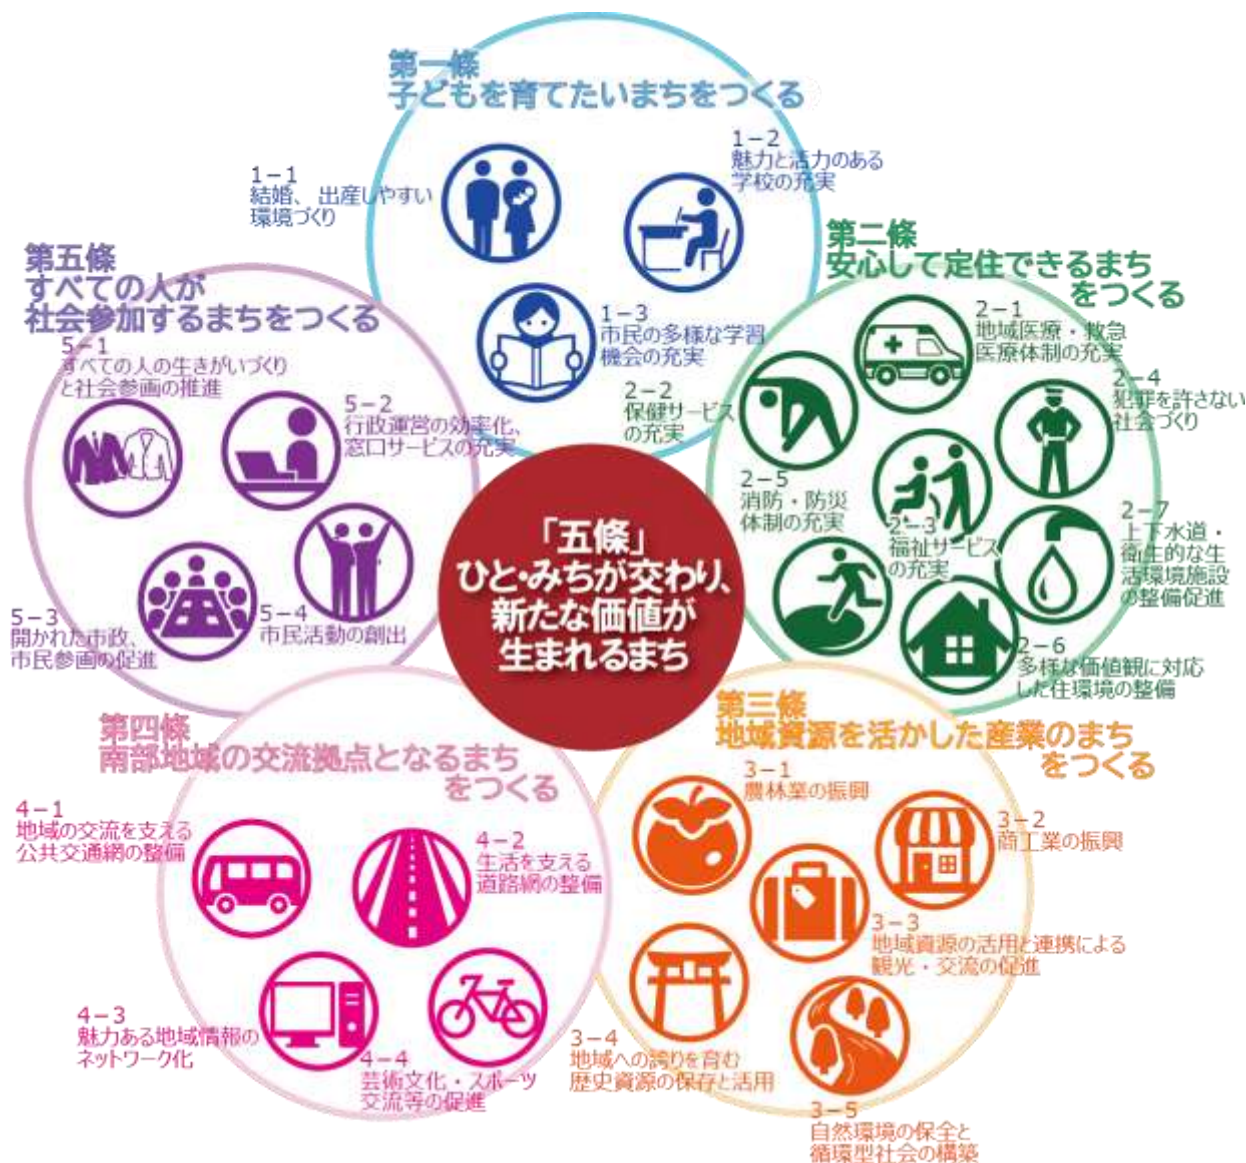 第一條
子どもを育てたいまちをつくる
1－1
結婚、出産しやすい
環境づくり
1－2
魅力と活力のある
学校の充実
1－3
市民の多様な学習
機会の充実
第二條
安心して定住できるまち
をつくる
2－1
地域医療・救急
医療体制の充実
2－2
保健サービス
の充実
2－3
福祉サービス
の充実
2－4
犯罪を許さない
社会づくり
2－5
消防・防災
体制の充実
2－6
多様な価値観に対応
した住環境の整備
2－7
上下水道・
衛生的な生
活環境施設
の整備促進
第三條
地域資源を活かした産業のまち
をつくる
3－1
農林業の振興
3－2
商工業の振興
3－3
地域資源の活用と連携による
観光・交流の促進
3－4
地域への誇りを育む
歴史資源の保存と活用
3－5
自然環境の保全と
循環型社会の構築
第四條
南部地域の交流拠点となるまち
をつくる
4－1
地域の交流を支える
公共交通網の整備
4－2
生活を支える
道路網の整備
4－3
魅力ある地域情報の
ネットワーク化
4－4
芸術文化・スポーツ
交流等の促進
第五條
すべての人が
社会参加するまちをつくる
5－1
すべての人の生きがいづくり
と社会参画の推進
5－2
行政運営の効率化、
窓口サービスの充実
5－3
開かれた市政、
市民参画の促進
5－4
市民活動の創出
「五條」
ひと・みちが交わり、
新たな価値が
生まれるまち